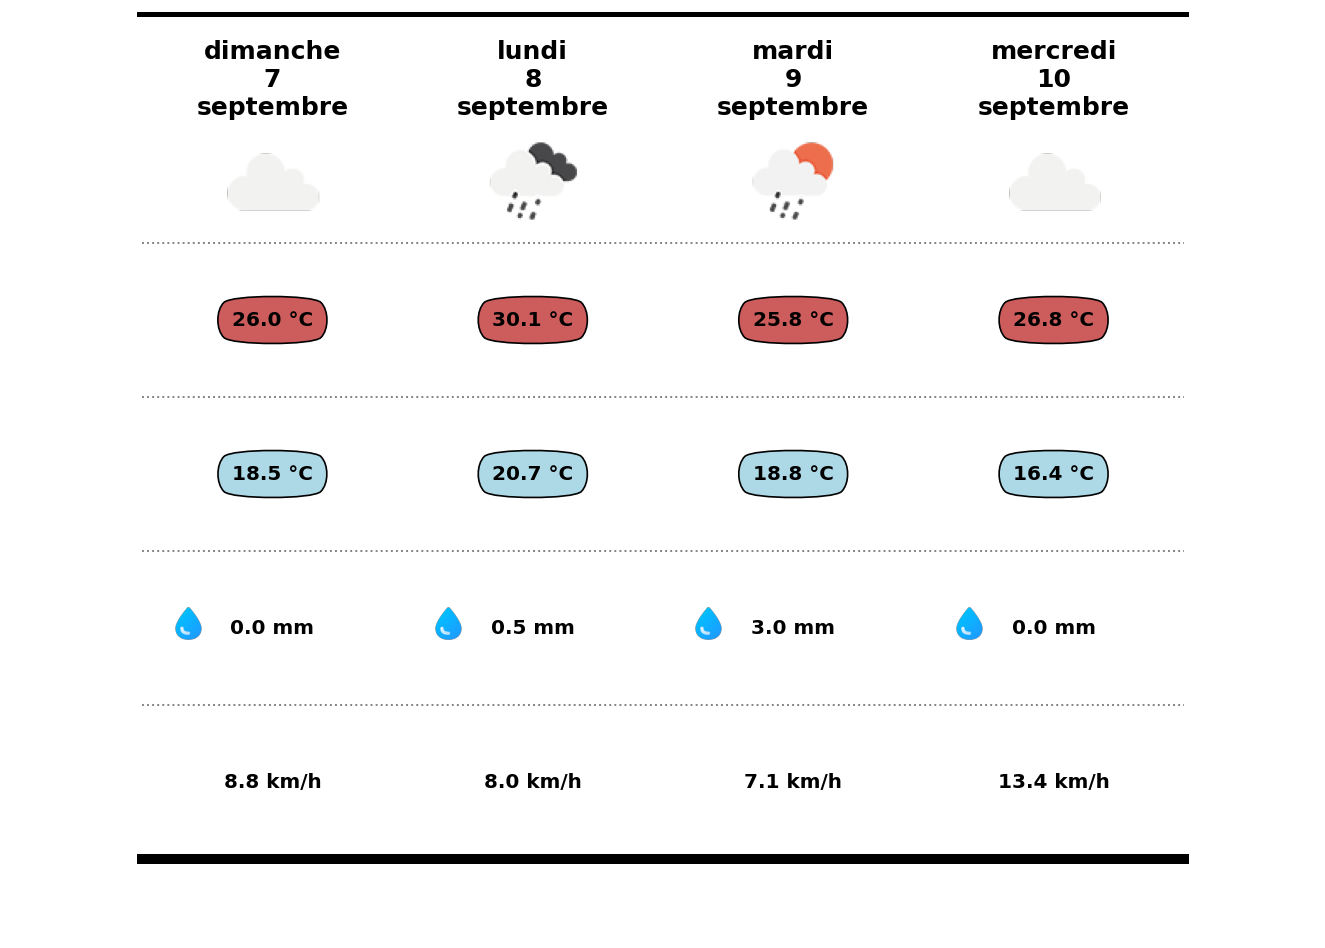 dimanche
7
septembre
lundi
8
septembre
mardi
9
septembre
mercredi
10
septembre
26.0 °C
30.1 °C
25.8 °C
26.8 °C
18.5 °C
20.7 °C
18.8 °C
16.4 °C
0.0 mm
0.5 mm
3.0 mm
0.0 mm
8.8 km/h
8.0 km/h
7.1 km/h
13.4 km/h